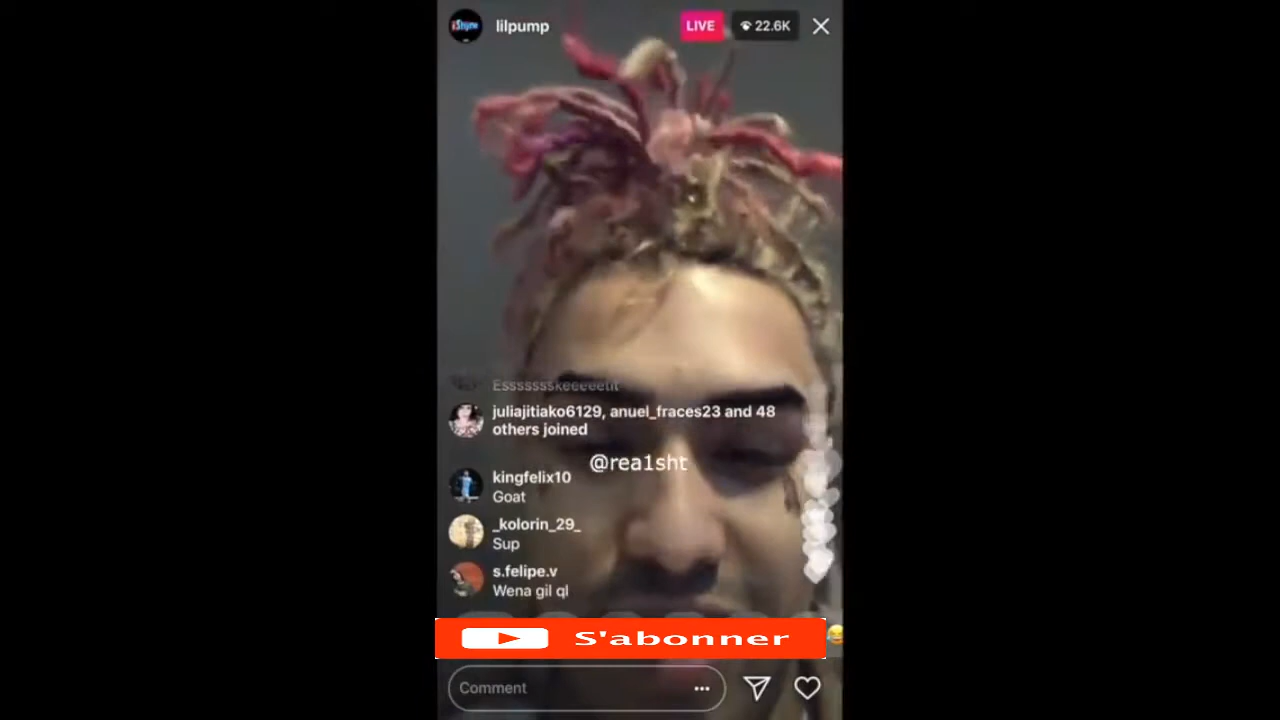 lilpump
LIVE
22.6K
Esssssskeeeeetit
juliajitiako6129, anuel_fraces23 and 48
others joined
@rea1sht
kingfelix10
Goat
_kolorin_29_
Sup
s.felipe.v
Wena gil ql
S'abonner
Comment